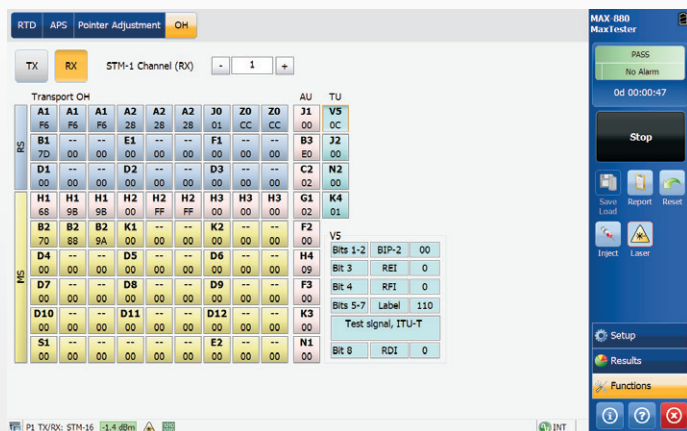 RTD APS Pointer Adjustment OH
TX RX STM-1 Channel (RX) - 1 +
Transport OH AU TU
A1 A1 A1 A2 A2 A2 J0 Z0 Z0 J1 V5
F6 F6 F6 28 28 28 01 CC CC 00 0C
RS
B1 -- -- E1 -- -- F1 -- -- B3 J2
7D 00 00 00 00 00 00 00 00 E0 00
D1 -- -- D2 -- -- D3 -- -- C2 N2
00 00 00 00 00 00 00 00 00 02 00
H1 H1 H1 H2 H2 H2 H3 H3 H3 G1 K4
68 9B 9B 00 FF FF 00 00 00 02 01
B2 B2 B2 K1 -- -- K2 -- -- F2
70 88 9A 00 00 00 00 00 00 00
MS
D4 -- -- D5 -- -- D6 -- -- H4
00 00 00 00 00 00 00 00 00 09
D7 -- -- D8 -- -- D9 -- -- F3
00 00 00 00 00 00 00 00 00 00
D10 -- -- D11 -- -- D12 -- -- K3
00 00 00 00 00 00 00 00 00 00
S1 -- -- -- -- -- E2 -- -- N1
00 00 00 00 00 00 00 00 00 00
V5
Bits 1-2 BIP-2 00
Bit 3 REI 0
Bit 4 RFI 0
Bits 5-7 Label 110
Test signal, ITU-T
Bit 8 RDI 0
P1 TX/RX: STM-16 -1.4 dBm INT
MAX-880
MaxTester
PASS
No Alarm
0d 00:00:47
Stop
Save Load Report Reset
Inject Laser
Setup
Results
Functions